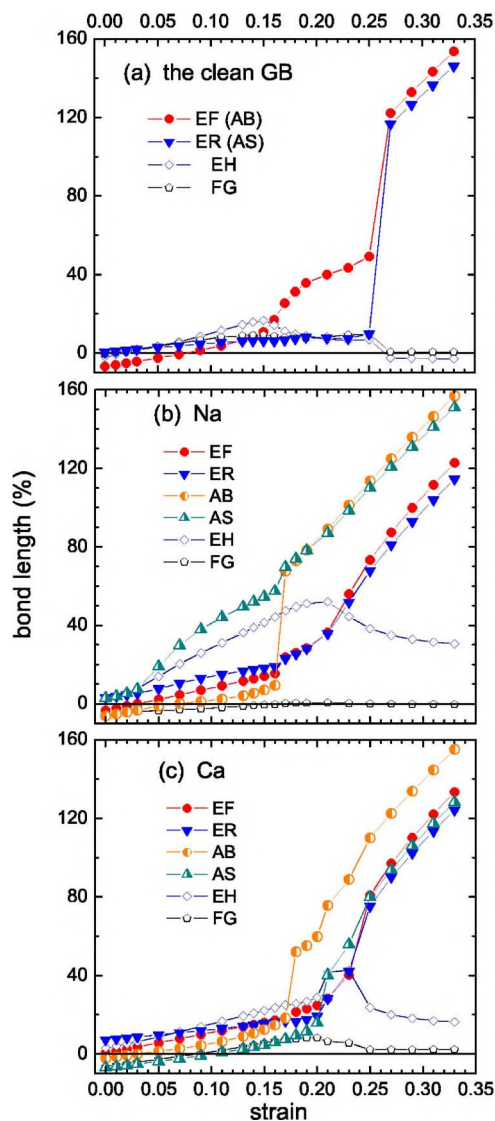 0.00 0.05 0.10 0.15 0.20 0.25 0.30 0.35
160
120
80
40
0
(a) the clean GB
EF (AB)
ER (AS)
EH
FG
160
120
80
40
0
(b) Na
EF
ER
AB
AS
EH
FG
bond length (%)
160
120
80
40
0
(c) Ca
EF
ER
AB
AS
EH
FG
0.00 0.05 0.10 0.15 0.20 0.25 0.30 0.35
strain